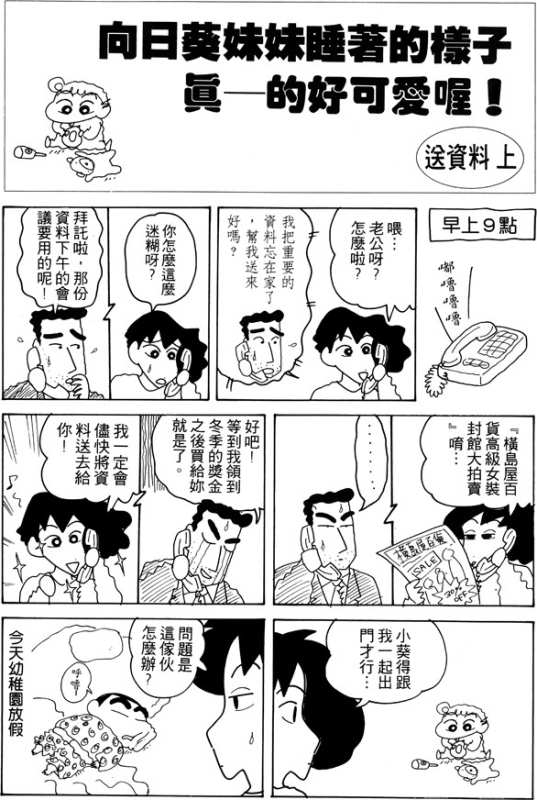 向日葵妹妹睡著的樣子
眞—的好可愛喔!
送資料 上
早上9點
嘟嚕嚕嚕
喂…
老公呀?
怎麼啦?
我把重要的
資料忘在家了
,幫我送來
好嗎?
你怎麼這麼
迷糊呀?
拜託啦,那份
資料下午的會
議要用的呢!
『橫島屋百
貨高級女裝
封館大拍賣
』唷…
橫島屋百貨
SALE
20%
OFF
……
好吧!
等到我領到
冬季的獎金
之後買給妳
就是了。
我一定會
儘快將資
料送去給
你!
小葵得跟
我一起出
門才行…
問題是
這傢伙
怎麼辦?
呼嚕
今天幼稚園放假